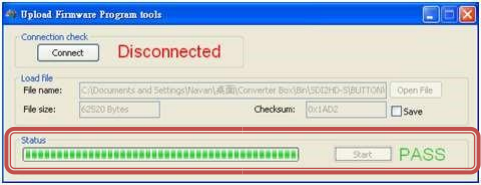 Upload Firmware Program tools
Connection check
Connect Disconnected
Load file
File name: C:\Documents and Settings\Navan\桌面\Converter Box\Bin\SDI2HD-S\BUTTON\ Open File
File size: 62520 Bytes Checksum: 0x1AD2 Save
Status
Start PASS